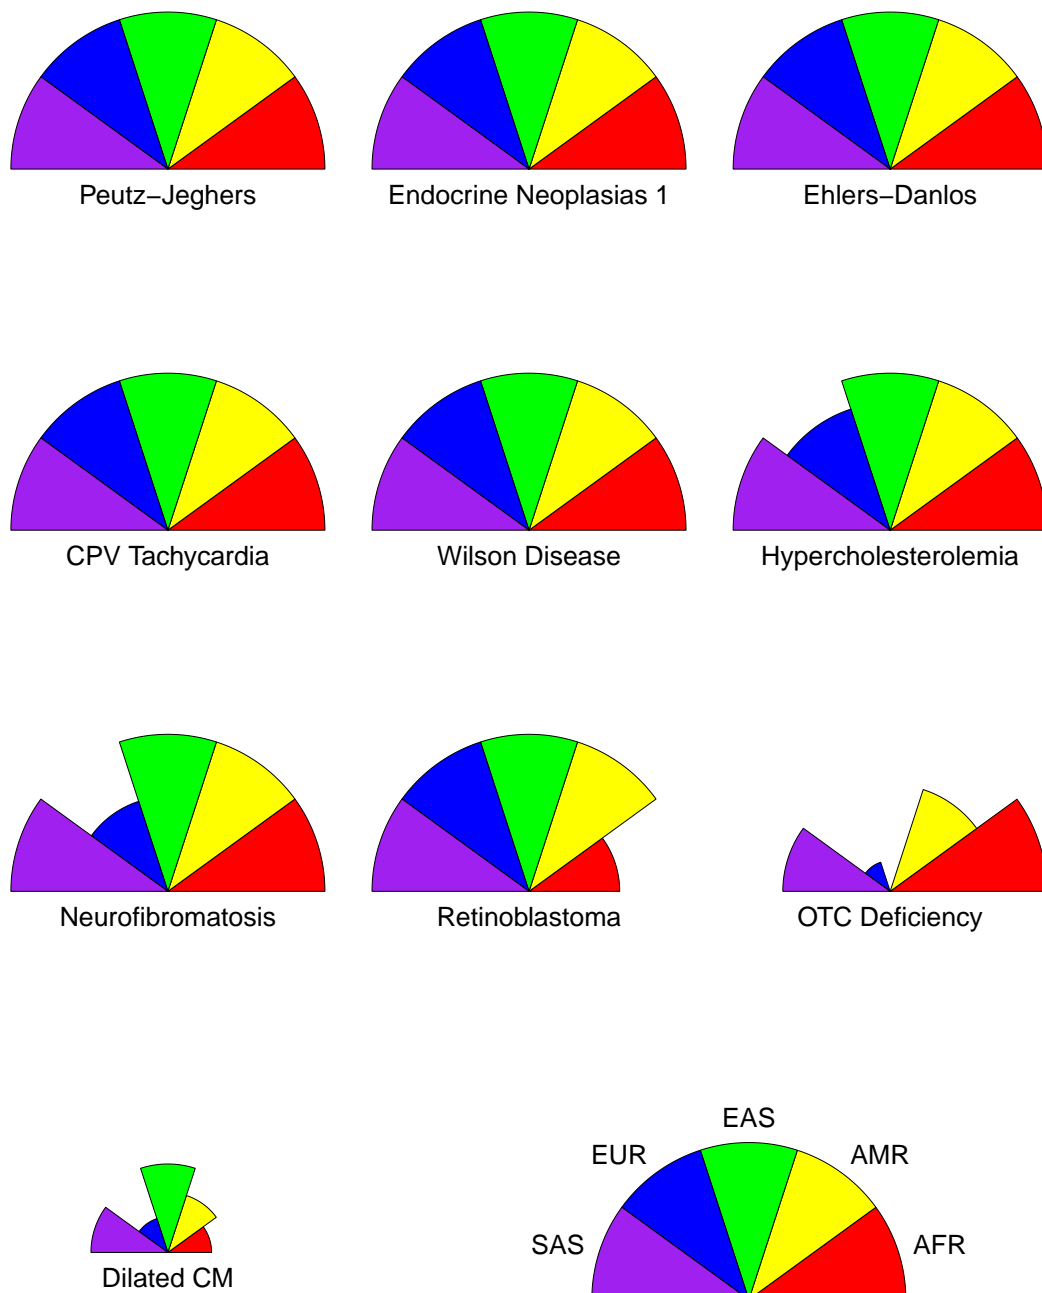 Peutz−Jeghers
Endocrine Neoplasias 1
Ehlers−Danlos
CPV Tachycardia
Wilson Disease
Hypercholesterolemia
Neurofibromatosis
Retinoblastoma
OTC Deficiency
Dilated CM
EAS
EUR
AMR
SAS
AFR